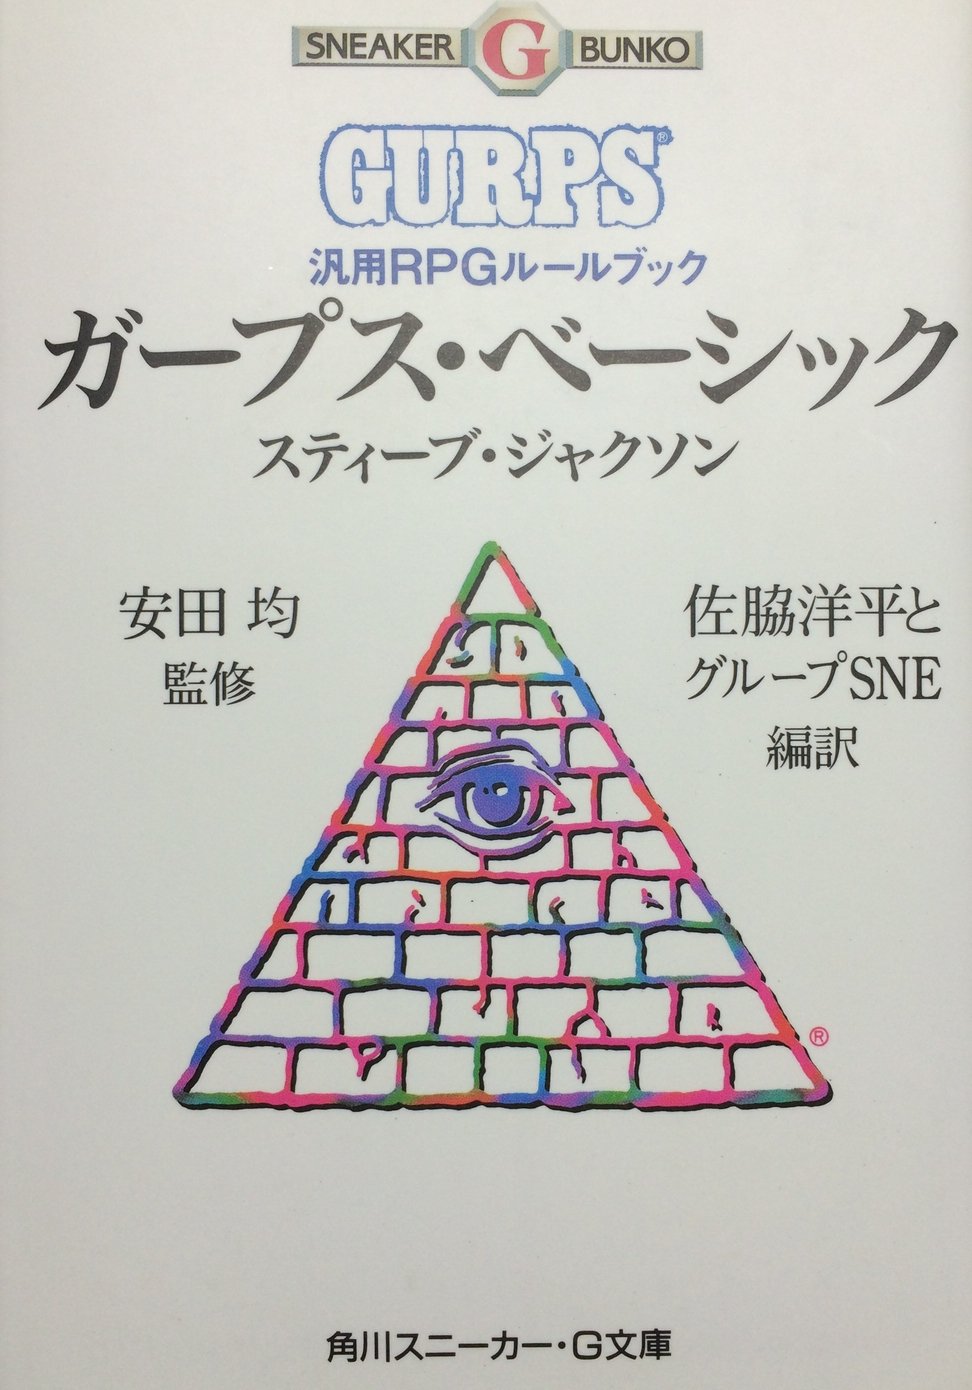 SNEAKER G BUNKO
GURPS®
汎用RPGルールブック
ガープス・ベーシック
スティーブ・ジャクソン
安田 均
監修
佐脇洋平と
グループSNE
編訳
®
角川スニーカー・G文庫